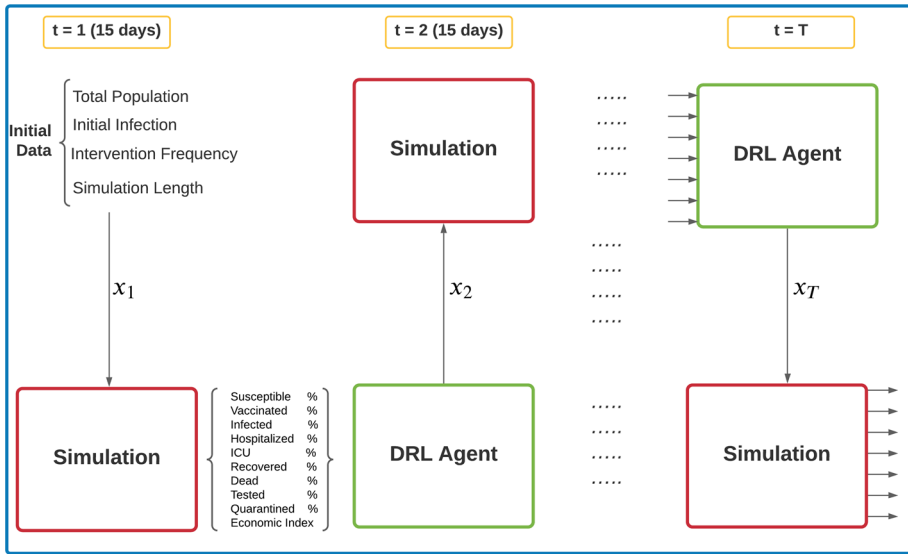 t = 1 (15 days)
t = 2 (15 days)
t = T
Initial
Data
Total Population
Initial Infection
Intervention Frequency
Simulation Length
Simulation
.....
.....
.....
.....
DRL Agent
.....
.....
.....
.....
x1
x2
xT
Simulation
Susceptible %
Vaccinated %
Infected %
Hospitalized %
ICU %
Recovered %
Dead %
Tested %
Quarantined %
Economic Index
DRL Agent
.....
.....
.....
.....
Simulation